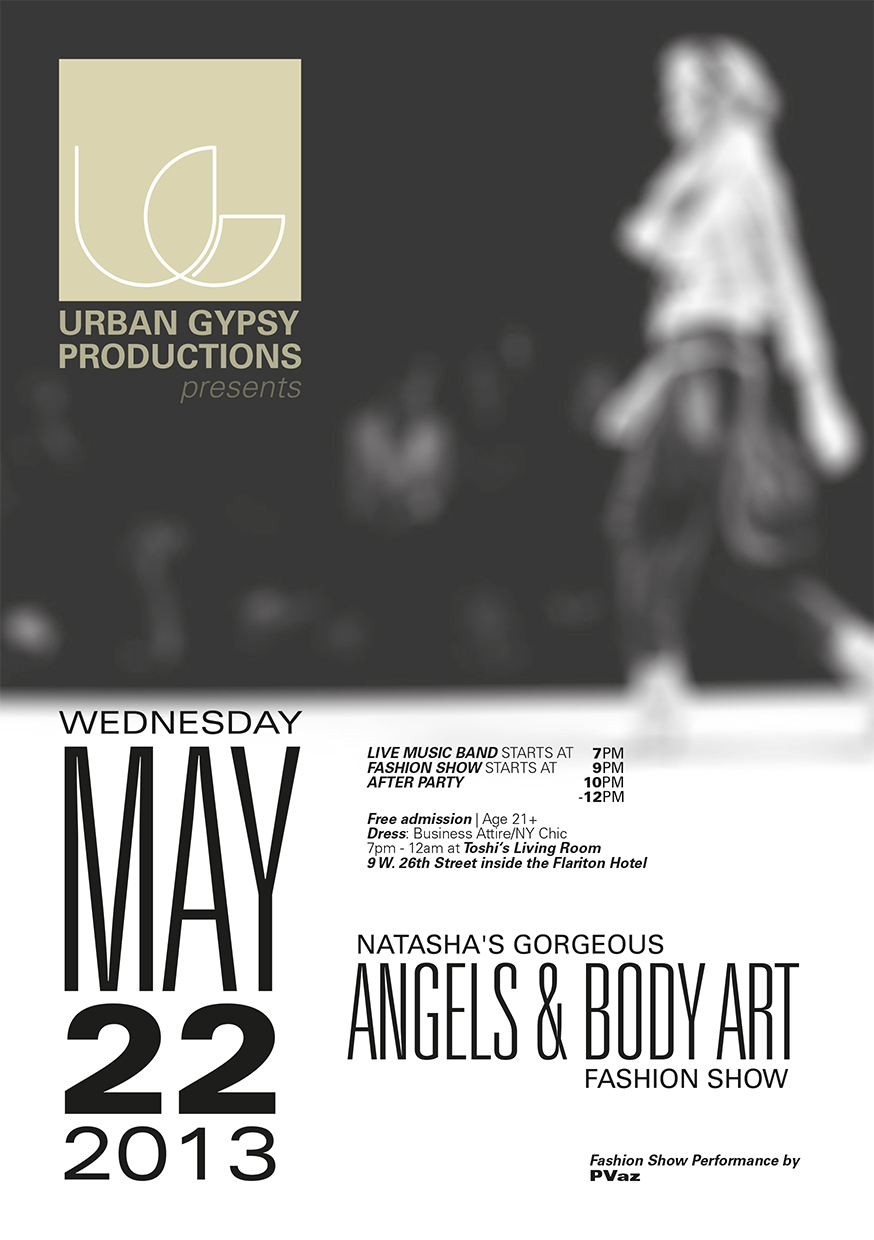 URBAN GYPSY
PRODUCTIONS
presents
WEDNESDAY
MAY
22
2013
LIVE MUSIC BAND STARTS AT 7PM
FASHION SHOW STARTS AT 9PM
AFTER PARTY 10PM
-12PM
Free admission | Age 21+
Dress: Business Attire/NY Chic
7pm - 12am at Toshi's Living Room
9 W. 26th Street inside the Flariton Hotel
NATASHA'S GORGEOUS
ANGELS & BODY ART
FASHION SHOW
Fashion Show Performance by
PVaz